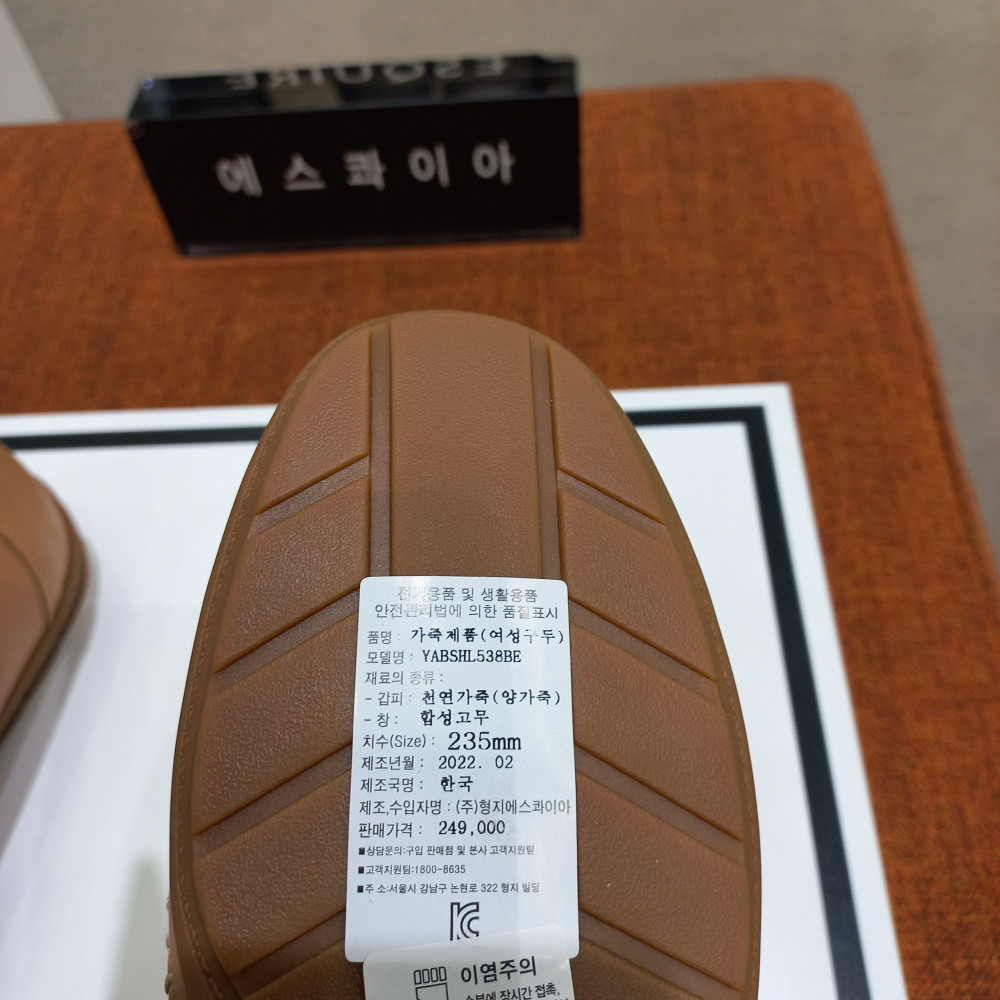 ESQUIRE
에스콰이아
전기용품 및 생활용품
안전관리법에 의한 품질표시
품명 : 가죽제품(여성구두)
모델명 : YABSHL538BE
재료의 종류 :
- 갑피 : 천연가죽(양가죽)
- 창 : 합성고무
치수(Size) : 235mm
제조년월 : 2022. 02
제조국명 : 한국
제조,수입자명 : (주)형지에스콰이아
판매가격 : 249,000
■상담문의:구입 판매점 및 본사 고객지원팀
■고객지원팀:1800-8635
■주 소:서울시 강남구 논현로 322 형지 빌딩
이염주의
장시간 접촉,